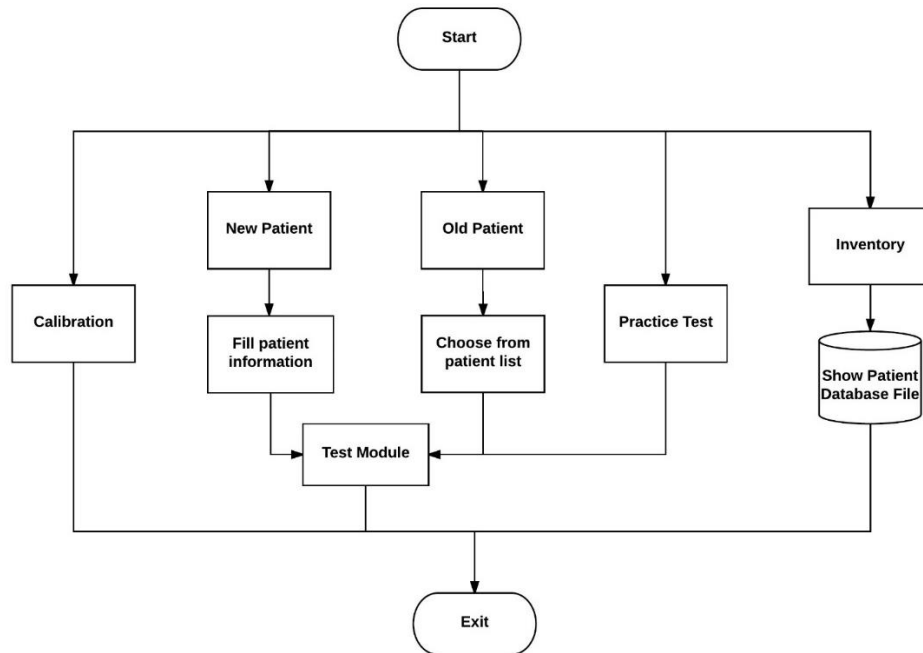 Start
New Patient
Old Patient
Inventory
Calibration
Fill patient
information
Choose from
patient list
Practice Test
Show Patient
Database File
Test Module
Exit